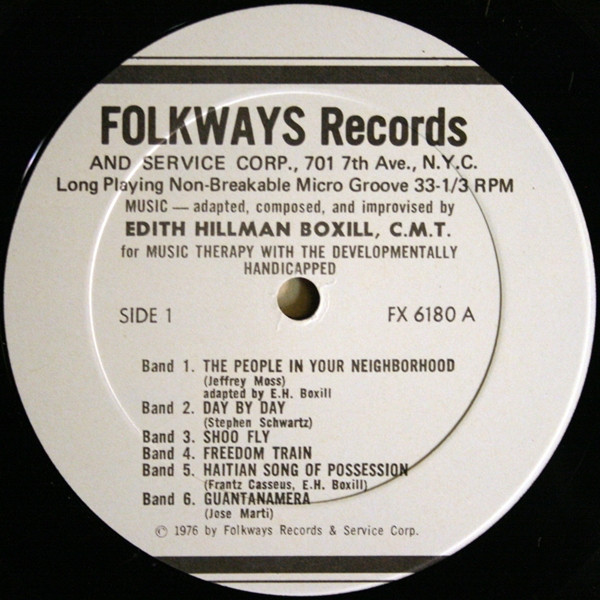 FOLKWAYS Records
AND SERVICE CORP., 701 7th Ave., N.Y.C.
Long Playing Non-Breakable Micro Groove 33-1/3 RPM
MUSIC — adapted, composed, and improvised by
EDITH HILLMAN BOXILL, C.M.T.
for MUSIC THERAPY WITH THE DEVELOPMENTALLY
HANDICAPPED
SIDE 1 FX 6180 A
Band 1. THE PEOPLE IN YOUR NEIGHBORHOOD
(Jeffrey Moss)
adapted by E.H. Boxill
Band 2. DAY BY DAY
(Stephen Schwartz)
Band 3. SHOO FLY
Band 4. FREEDOM TRAIN
Band 5. HAITIAN SONG OF POSSESSION
(Frantz Casseus, E.H. Boxill)
Band 6. GUANTANAMERA
(Jose Marti)
© 1976 by Folkways Records & Service Corp.